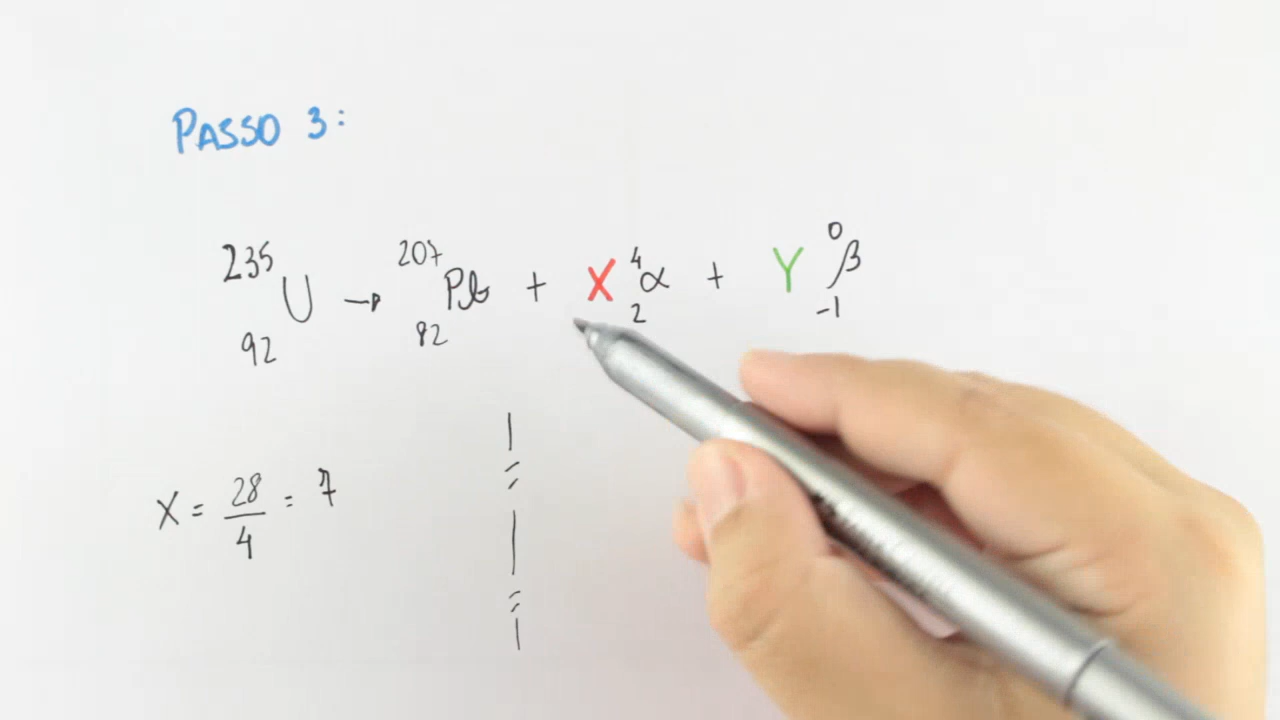 PASSO 3:
235 92 U → 207 82 Pb + X 4 2 α + Y 0 -1 β
X = 28/4 = 7